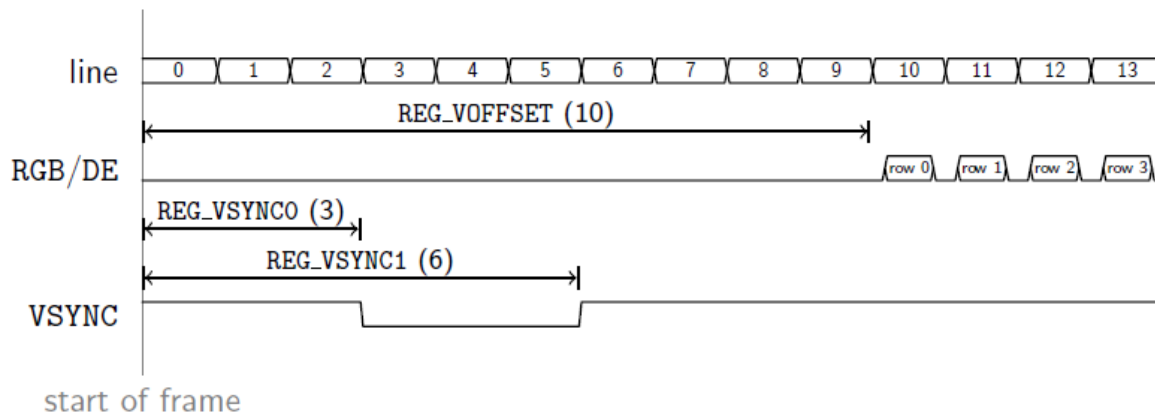 line 0 1 2 3 4 5 6 7 8 9 10 11 12 13
REG_VOFFSET (10)
RGB/DE row 0 row 1 row 2 row 3
REG_VSYNC0 (3)
REG_VSYNC1 (6)
VSYNC
start of frame